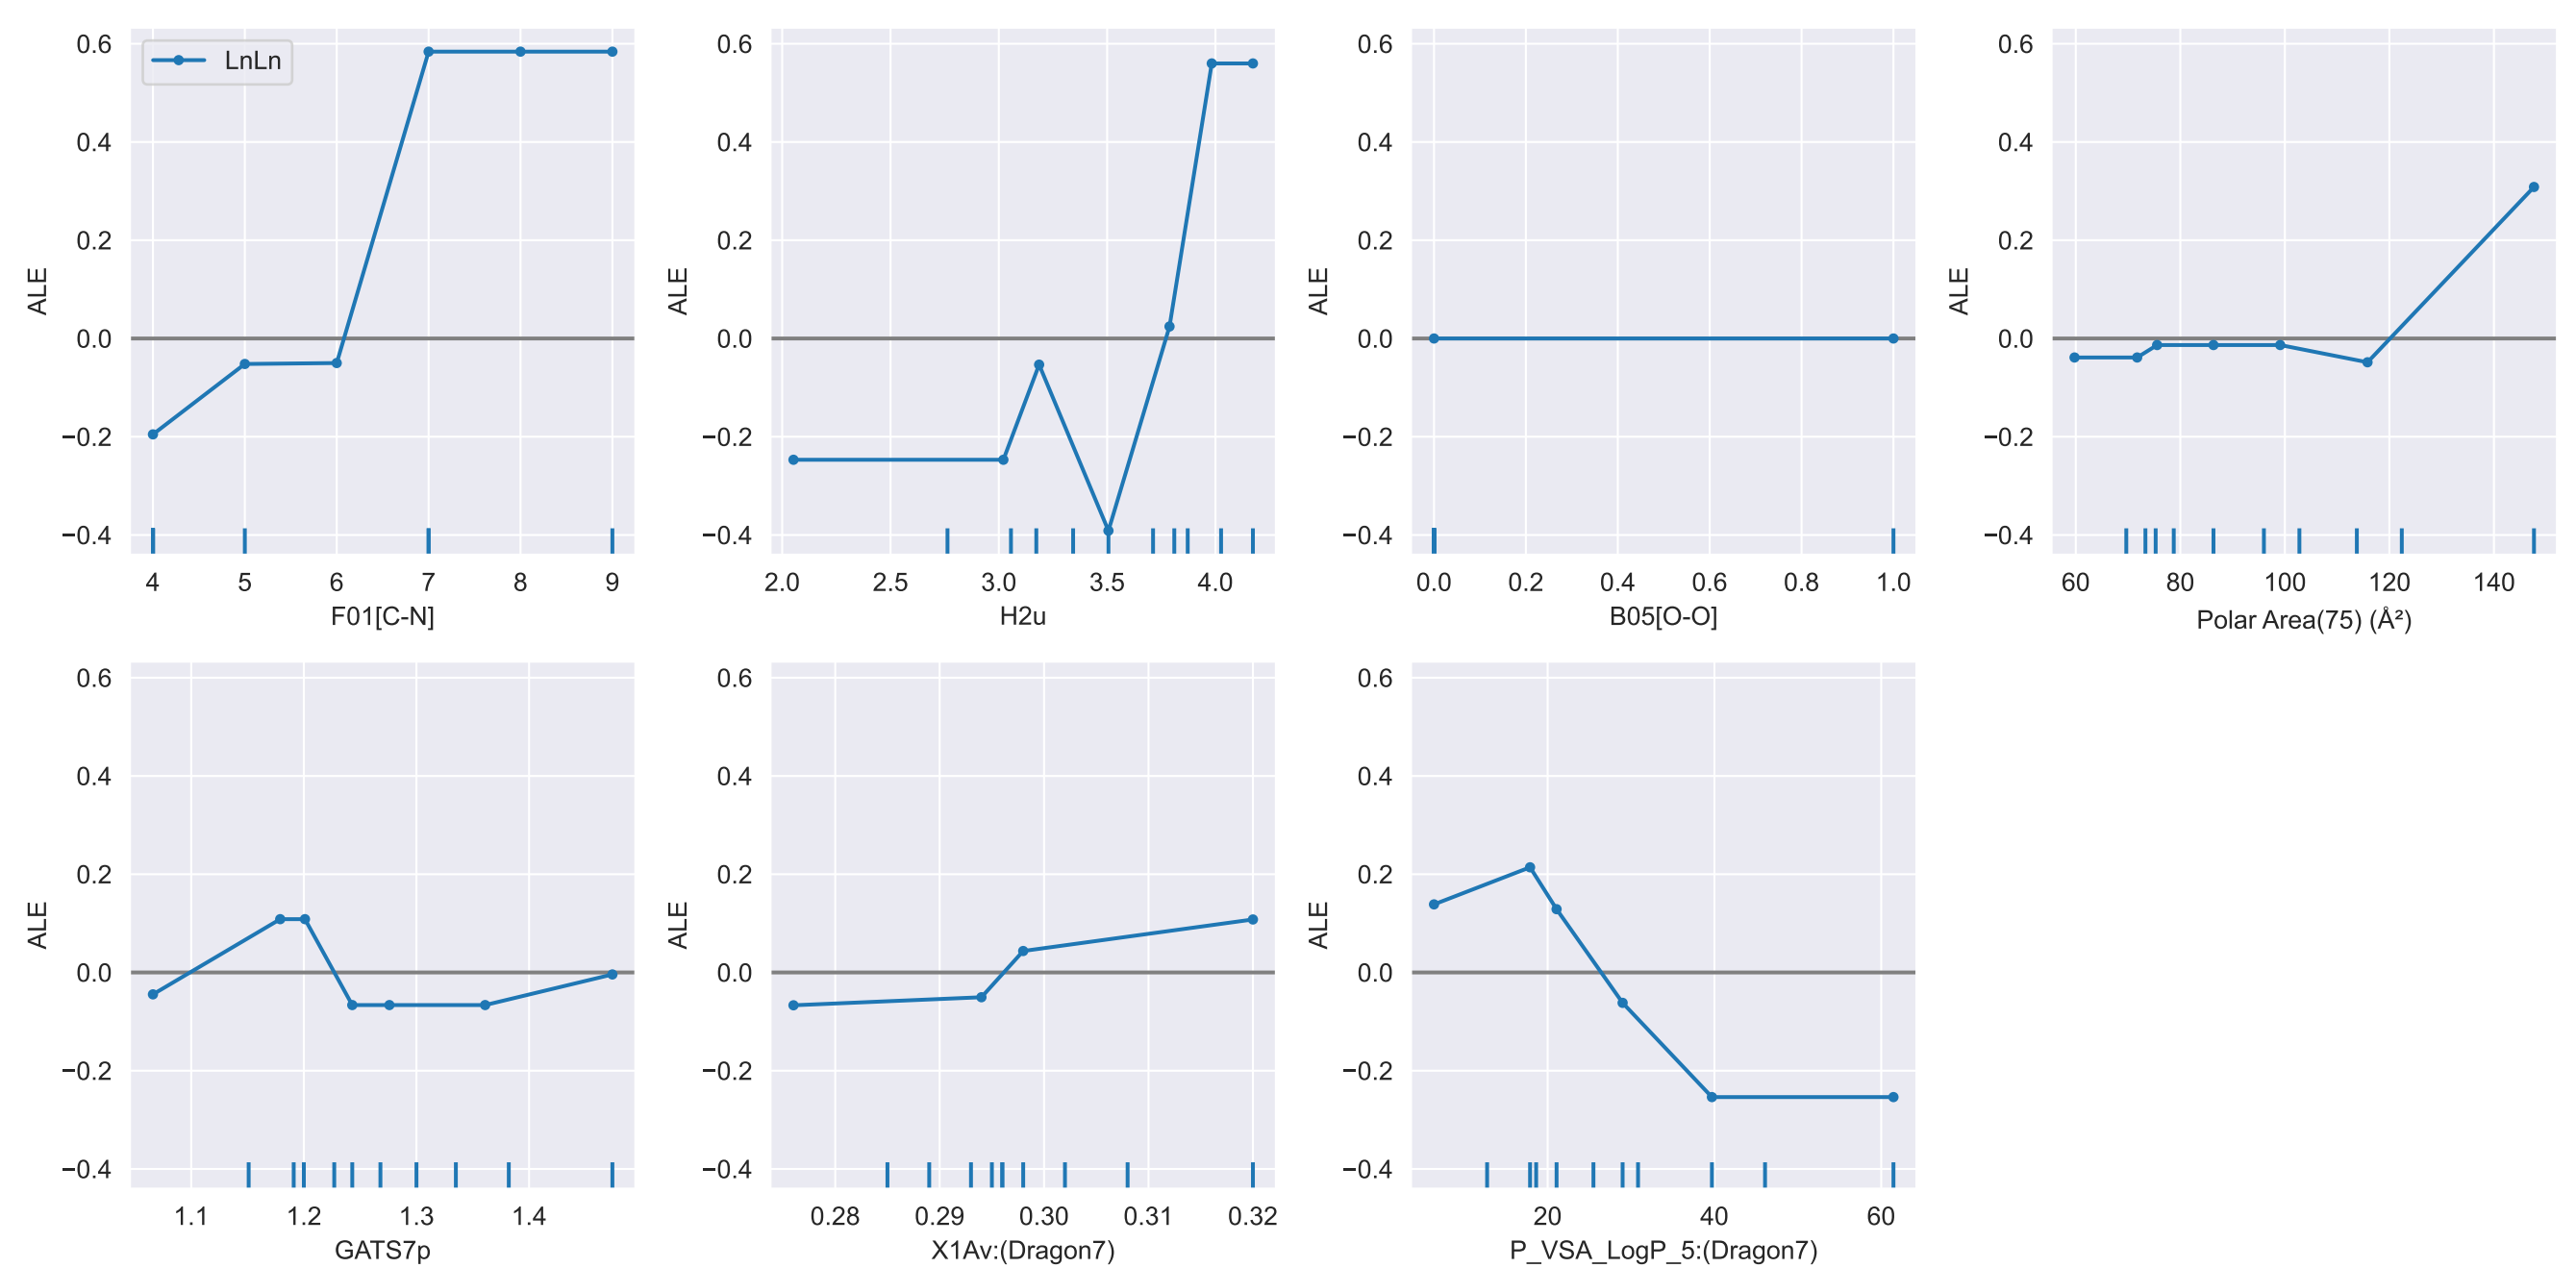 LnLn
ALE
0.6
0.4
0.2
0.0
−0.2
−0.4
4 5 6 7 8 9
F01[C-N]
ALE
0.6
0.4
0.2
0.0
−0.2
−0.4
2.0 2.5 3.0 3.5 4.0
H2u
ALE
0.6
0.4
0.2
0.0
−0.2
−0.4
0.0 0.2 0.4 0.6 0.8 1.0
B05[O-O]
ALE
0.6
0.4
0.2
0.0
−0.2
−0.4
60 80 100 120 140
Polar Area(75) (Å²)
ALE
0.6
0.4
0.2
0.0
−0.2
−0.4
1.1 1.2 1.3 1.4
GATS7p
ALE
0.6
0.4
0.2
0.0
−0.2
−0.4
0.28 0.29 0.30 0.31 0.32
X1Av:(Dragon7)
ALE
0.6
0.4
0.2
0.0
−0.2
−0.4
20 40 60
P_VSA_LogP_5:(Dragon7)